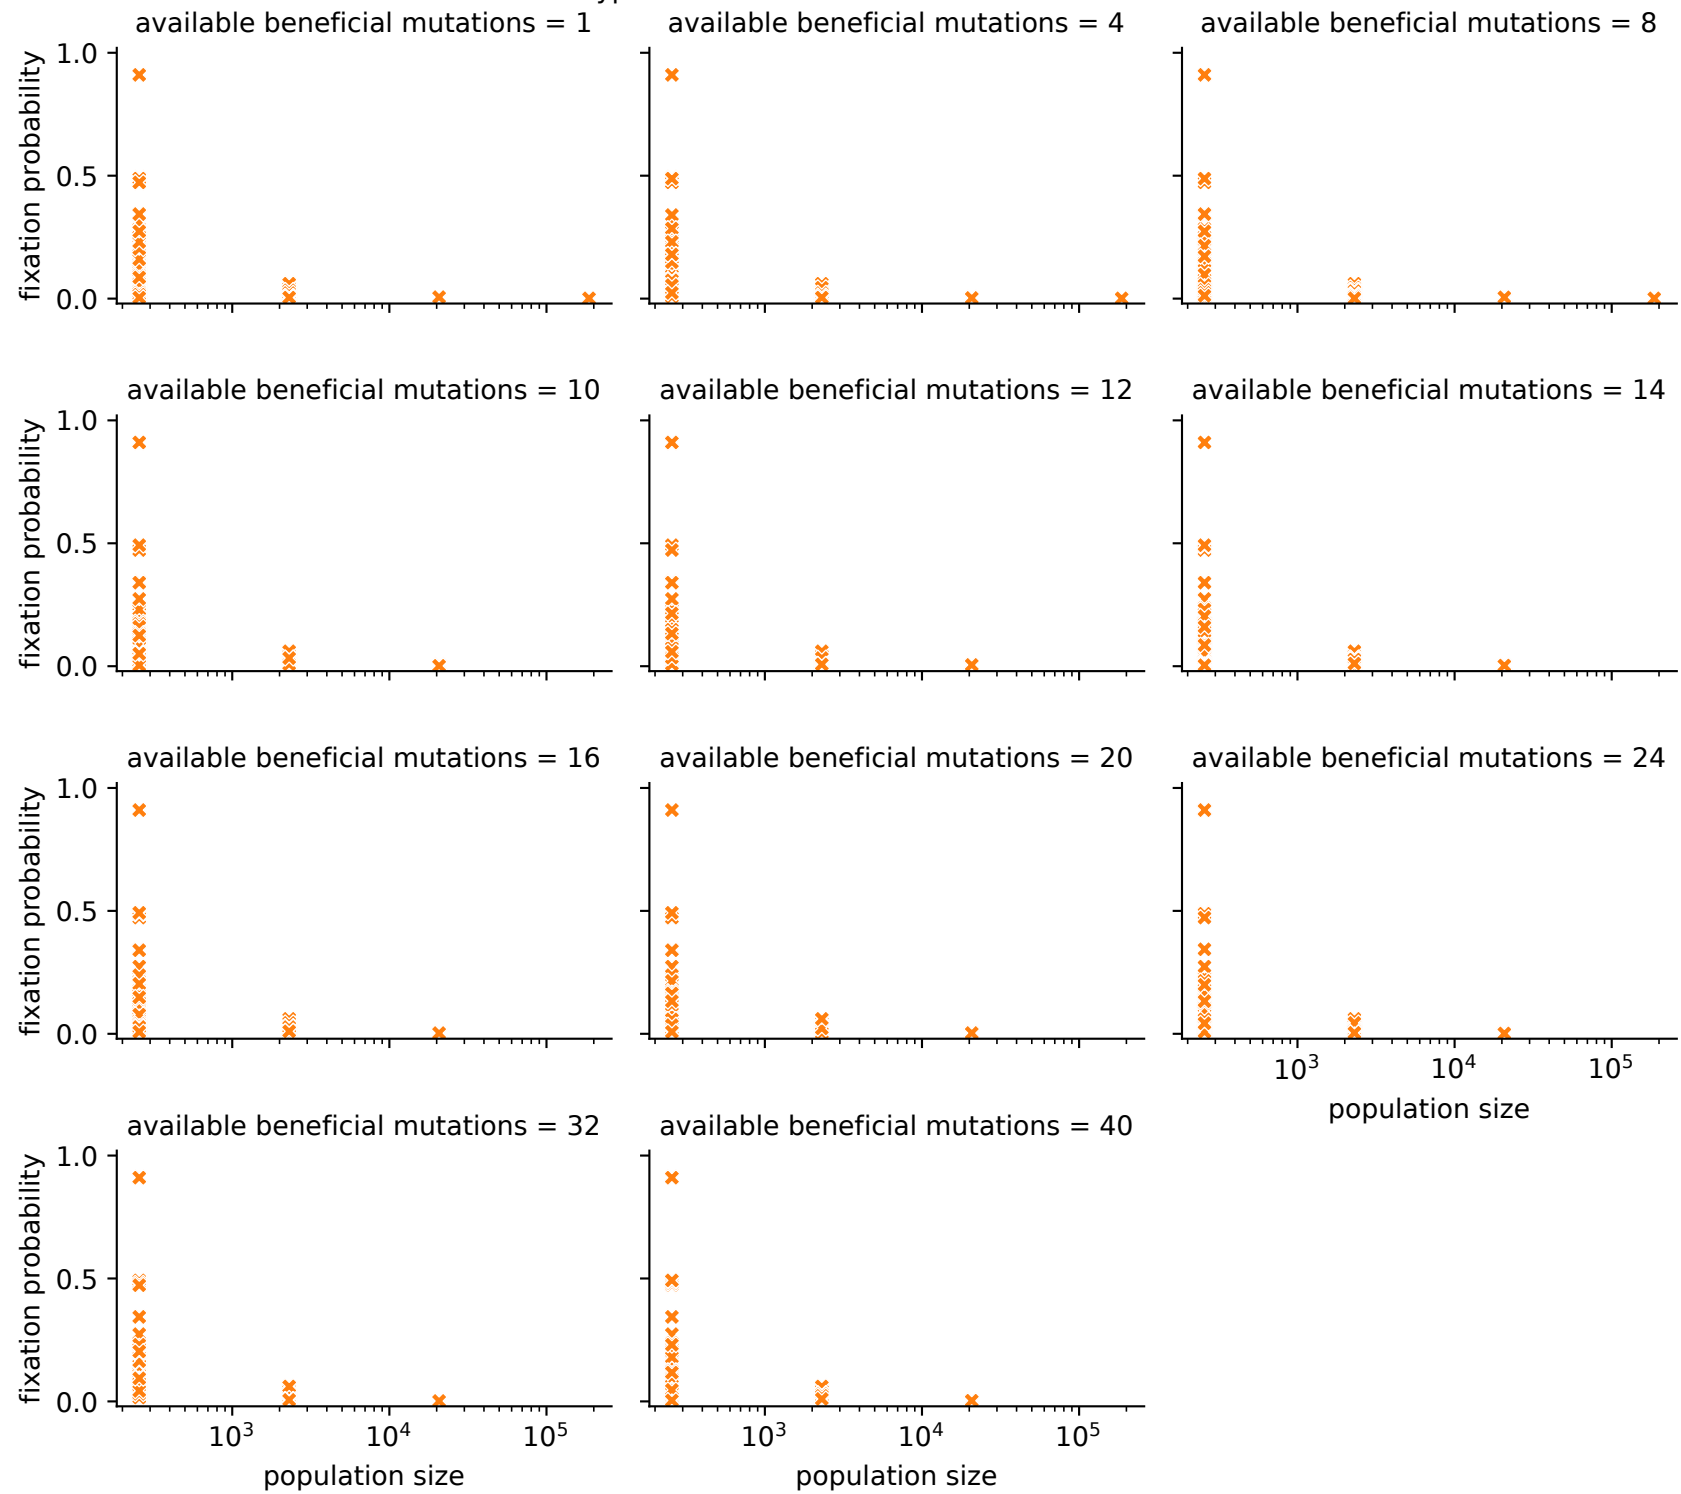 available beneficial mutations = 1
available beneficial mutations = 4
available beneficial mutations = 8
fixation probability
1.0
0.5
0.0
available beneficial mutations = 10
available beneficial mutations = 12
available beneficial mutations = 14
fixation probability
1.0
0.5
0.0
available beneficial mutations = 16
available beneficial mutations = 20
available beneficial mutations = 24
fixation probability
1.0
0.5
0.0
10³ 10⁴ 10⁵
population size
available beneficial mutations = 32
available beneficial mutations = 40
fixation probability
1.0
0.5
0.0
10³ 10⁴ 10⁵
population size
10³ 10⁴ 10⁵
population size